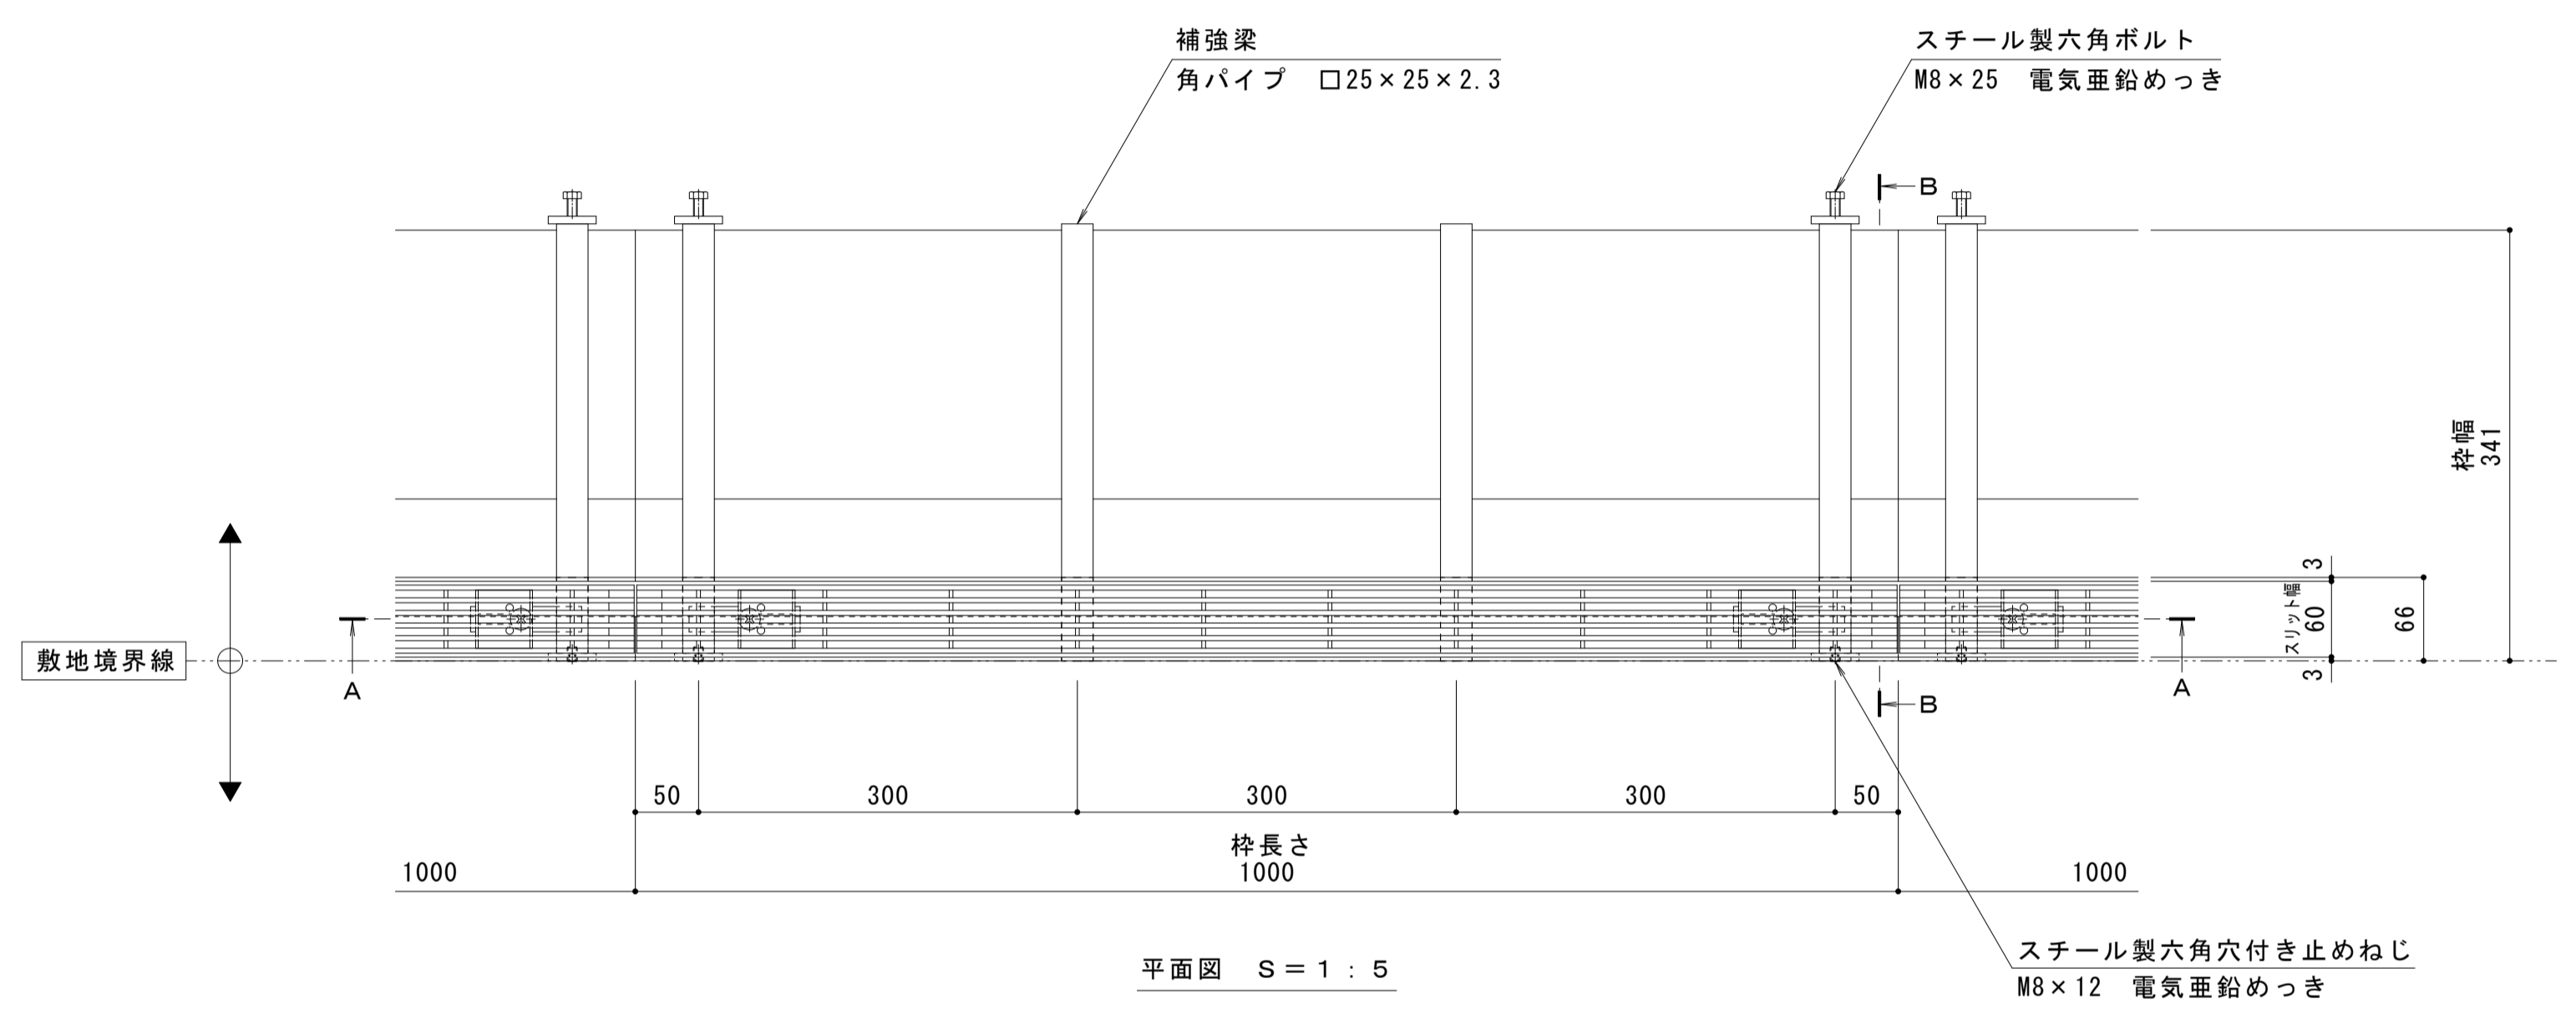 補強梁
角パイプ　□25×25×2.3
スチール製六角ボルト
M8×25　電気亜鉛めっき
B
枠幅
341
3
スリット幅
60
66
3
敷地境界線
A
A
B
50
300
300
300
50
枠長さ
1000
1000
1000
平面図　S＝1：5
スチール製六角穴付き止めねじ
M8×12　電気亜鉛めっき